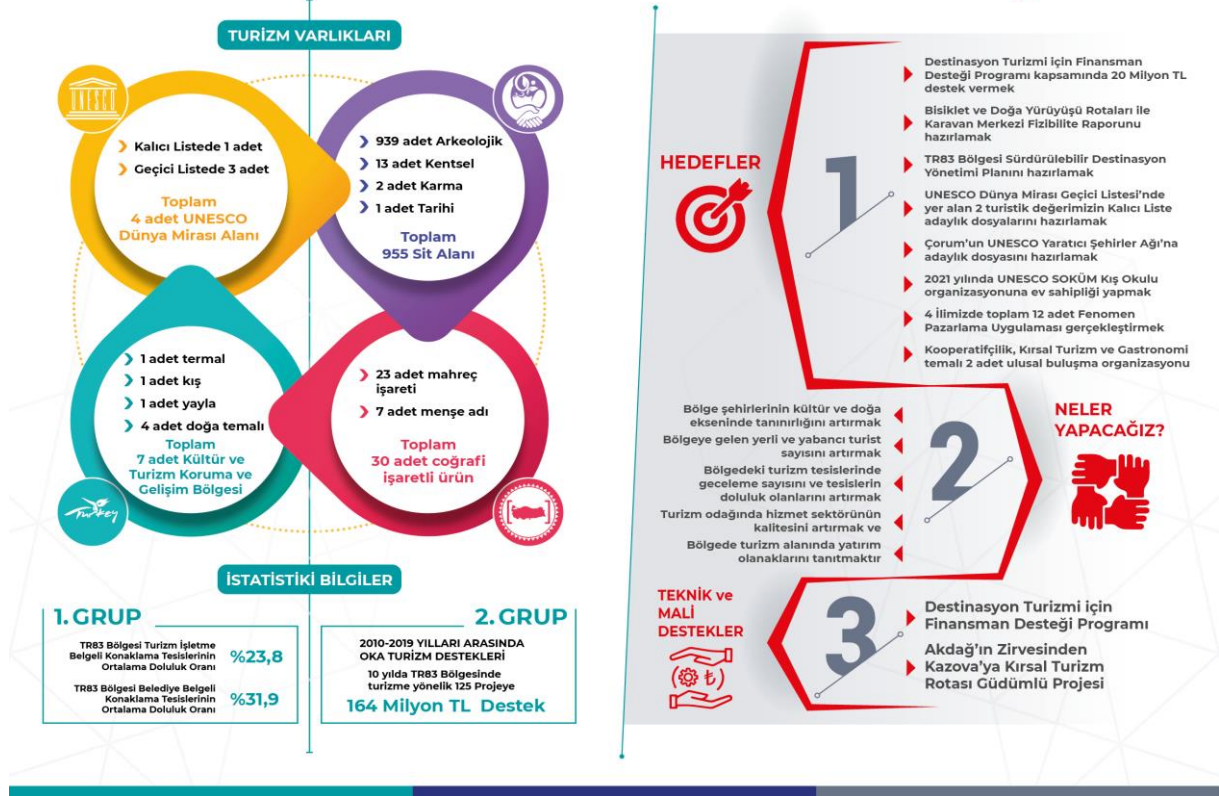 TURİZM VARLIKLARI
UNESCO
Kalıcı Listede 1 adet
Geçici Listede 3 adet
Toplam
4 adet UNESCO
Dünya Mirası Alanı
939 adet Arkeolojik
13 adet Kentsel
2 adet Karma
1 adet Tarihi
Toplam
955 Sit Alanı
1 adet termal
1 adet kış
1 adet yayla
4 adet doğa temalı
Toplam
7 adet Kültür ve
Turizm Koruma ve
Gelişim Bölgesi
Turkey
23 adet mahreç
işareti
7 adet menşe adı
Toplam
30 adet coğrafi
işaretli ürün
İSTATİSTİKİ BİLGİLER
1. GRUP
TR83 Bölgesi Turizm İşletme
Belgeli Konaklama Tesislerinin
Ortalama Doluluk Oranı
%23,8
TR83 Bölgesi Belediye Belgeli
Konaklama Tesislerinin
Ortalama Doluluk Oranı
%31,9
2. GRUP
2010-2019 YILLARI ARASINDA
OKA TURİZM DESTEKLERİ
10 yılda TR83 Bölgesinde
turizme yönelik 125 Projeye
164 Milyon TL Destek
HEDEFLER
1
Destinasyon Turizmi için Finansman
Desteği Programı kapsamında 20 Milyon TL
destek vermek
Bisiklet ve Doğa Yürüyüşü Rotaları ile
Karavan Merkezi Fizibilite Raporunu
hazırlamak
TR83 Bölgesi Sürdürülebilir Destinasyon
Yönetimi Planını hazırlamak
UNESCO Dünya Mirası Geçici Listesi’nde
yer alan 2 turistik değerimizin Kalıcı Liste
adaylık dosyalarını hazırlamak
Çorum’un UNESCO Yaratıcı Şehirler Ağı’na
adaylık dosyasını hazırlamak
2021 yılında UNESCO SOKÜM Kış Okulu
organizasyonuna ev sahipliği yapmak
4 İlimizde toplam 12 adet Fenomen
Pazarlama Uygulaması gerçekleştirmek
Kooperatifçilik, Kırsal Turizm ve Gastronomi
temalı 2 adet ulusal buluşma organizasyonu
NELER
YAPACAĞIZ?
2
Bölge şehirlerinin kültür ve doğa
ekseninde tanınırlığını artırmak
Bölgeye gelen yerli ve yabancı turist
sayısını artırmak
Bölgedeki turizm tesislerinde
geceleme sayısını ve tesislerin
doluluk olanlarını artırmak
Turizm odağında hizmet sektörünün
kalitesini artırmak ve
Bölgede turizm alanında yatırım
olanaklarını tanıtmaktır
TEKNİK ve
MALİ
DESTEKLER
₺
3
Destinasyon Turizmi için
Finansman Desteği Programı
Akdağ’ın Zirvesinden
Kazova’ya Kırsal Turizm
Rotası Güdümlü Projesi